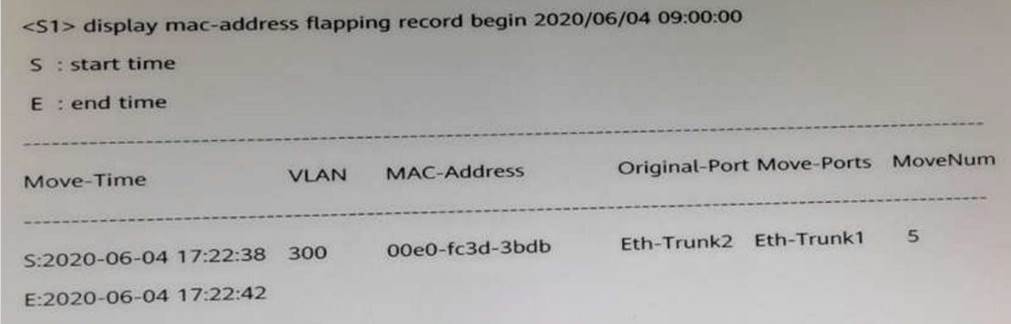 <S1> display mac-address flapping record begin 2020/06/04 09:00:00
S : start time
E : end time
Move-Time VLAN MAC-Address Original-Port Move-Ports MoveNum
S:2020-06-04 17:22:38 300 00e0-fc3d-3bdb Eth-Trunk2 Eth-Trunk1 5
E:2020-06-04 17:22:42